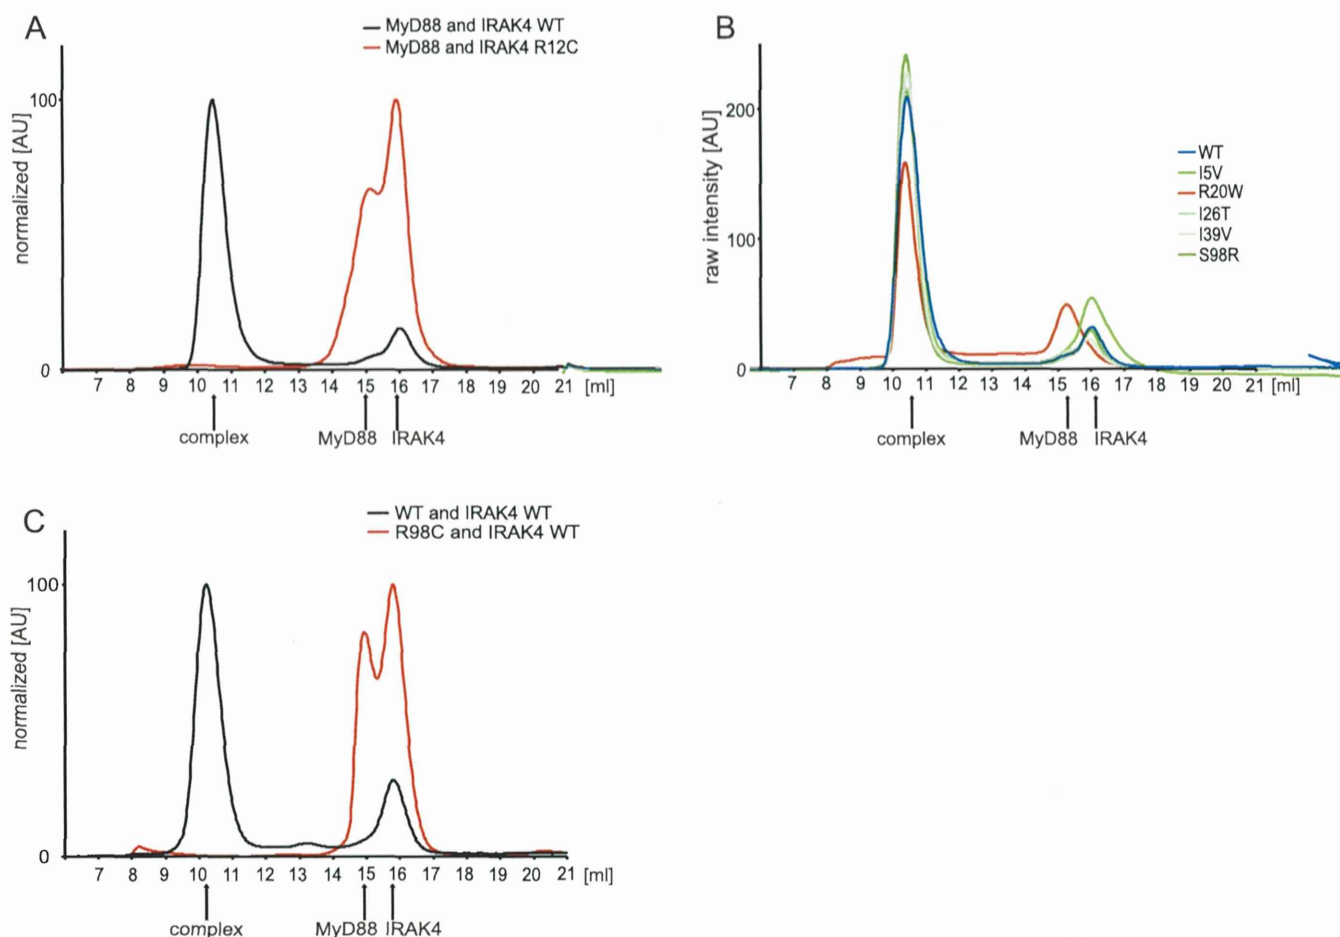 A
MyD88 and IRAK4 WT
MyD88 and IRAK4 R12C
normalized [AU]
100
0
7 8 9 10 11 12 13 14 15 16 17 18 19 20 21 [ml]
complex MyD88 IRAK4
B
raw intensity [AU]
200
100
0
WT
I5V
R20W
I26T
I39V
S98R
7 8 9 10 11 12 13 14 15 16 17 18 19 20 21 [ml]
complex MyD88 IRAK4
C
WT and IRAK4 WT
R98C and IRAK4 WT
normalized [AU]
100
0
7 8 9 10 11 12 13 14 15 16 17 18 19 20 21 [ml]
complex MyD88 IRAK4